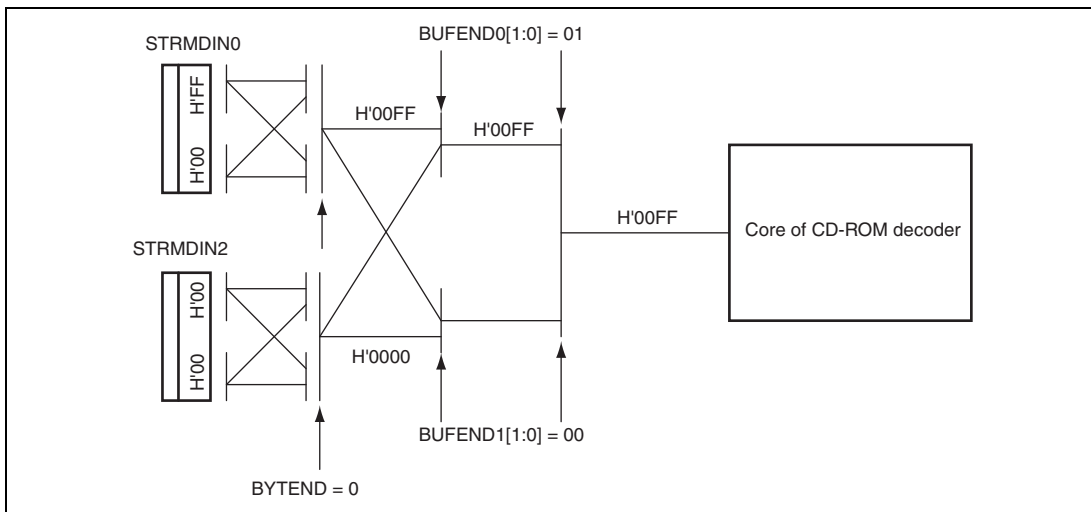 BUFEND0[1:0] = 01
STRMDIN0
H'FF
H'00
H'00FF
H'00FF
H'00FF
Core of CD-ROM decoder
STRMDIN2
H'00
H'00
H'0000
BUFEND1[1:0] = 00
BYTEND = 0